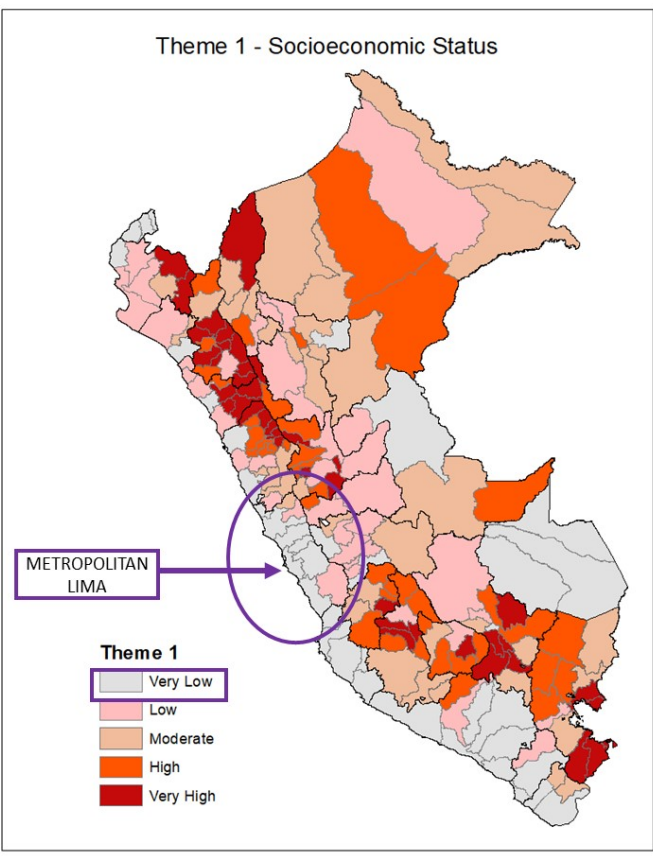 Theme 1 - Socioeconomic Status
METROPOLITAN
LIMA
Theme 1
Very Low
Low
Moderate
High
Very High